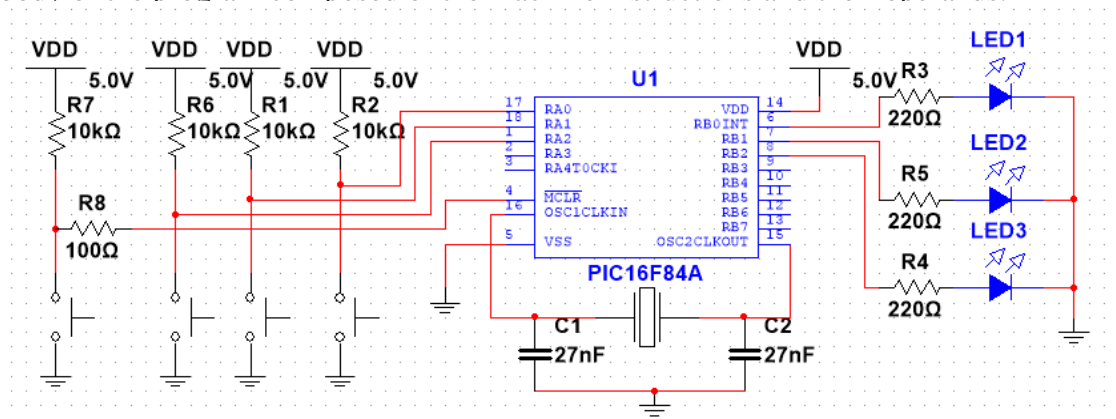 VDD
5.0V
R7
10kΩ
VDD
5.0V
R6
10kΩ
VDD
5.0V
R1
10kΩ
VDD
5.0V
R2
10kΩ
R8
100Ω
U1
17 RA0
18 RA1
1 RA2
2 RA3
3 RA4T0CKI
4 MCLR
16 OSC1CLKIN
5 VSS
VDD 14
RB0INT 6
RB1 7
RB2 8
RB3 9
RB4 10
RB5 11
RB6 12
RB7 13
OSC2CLKOUT 15
PIC16F84A
C1
27nF
C2
27nF
VDD
5.0V
R3
220Ω
LED1
R5
220Ω
LED2
R4
220Ω
LED3